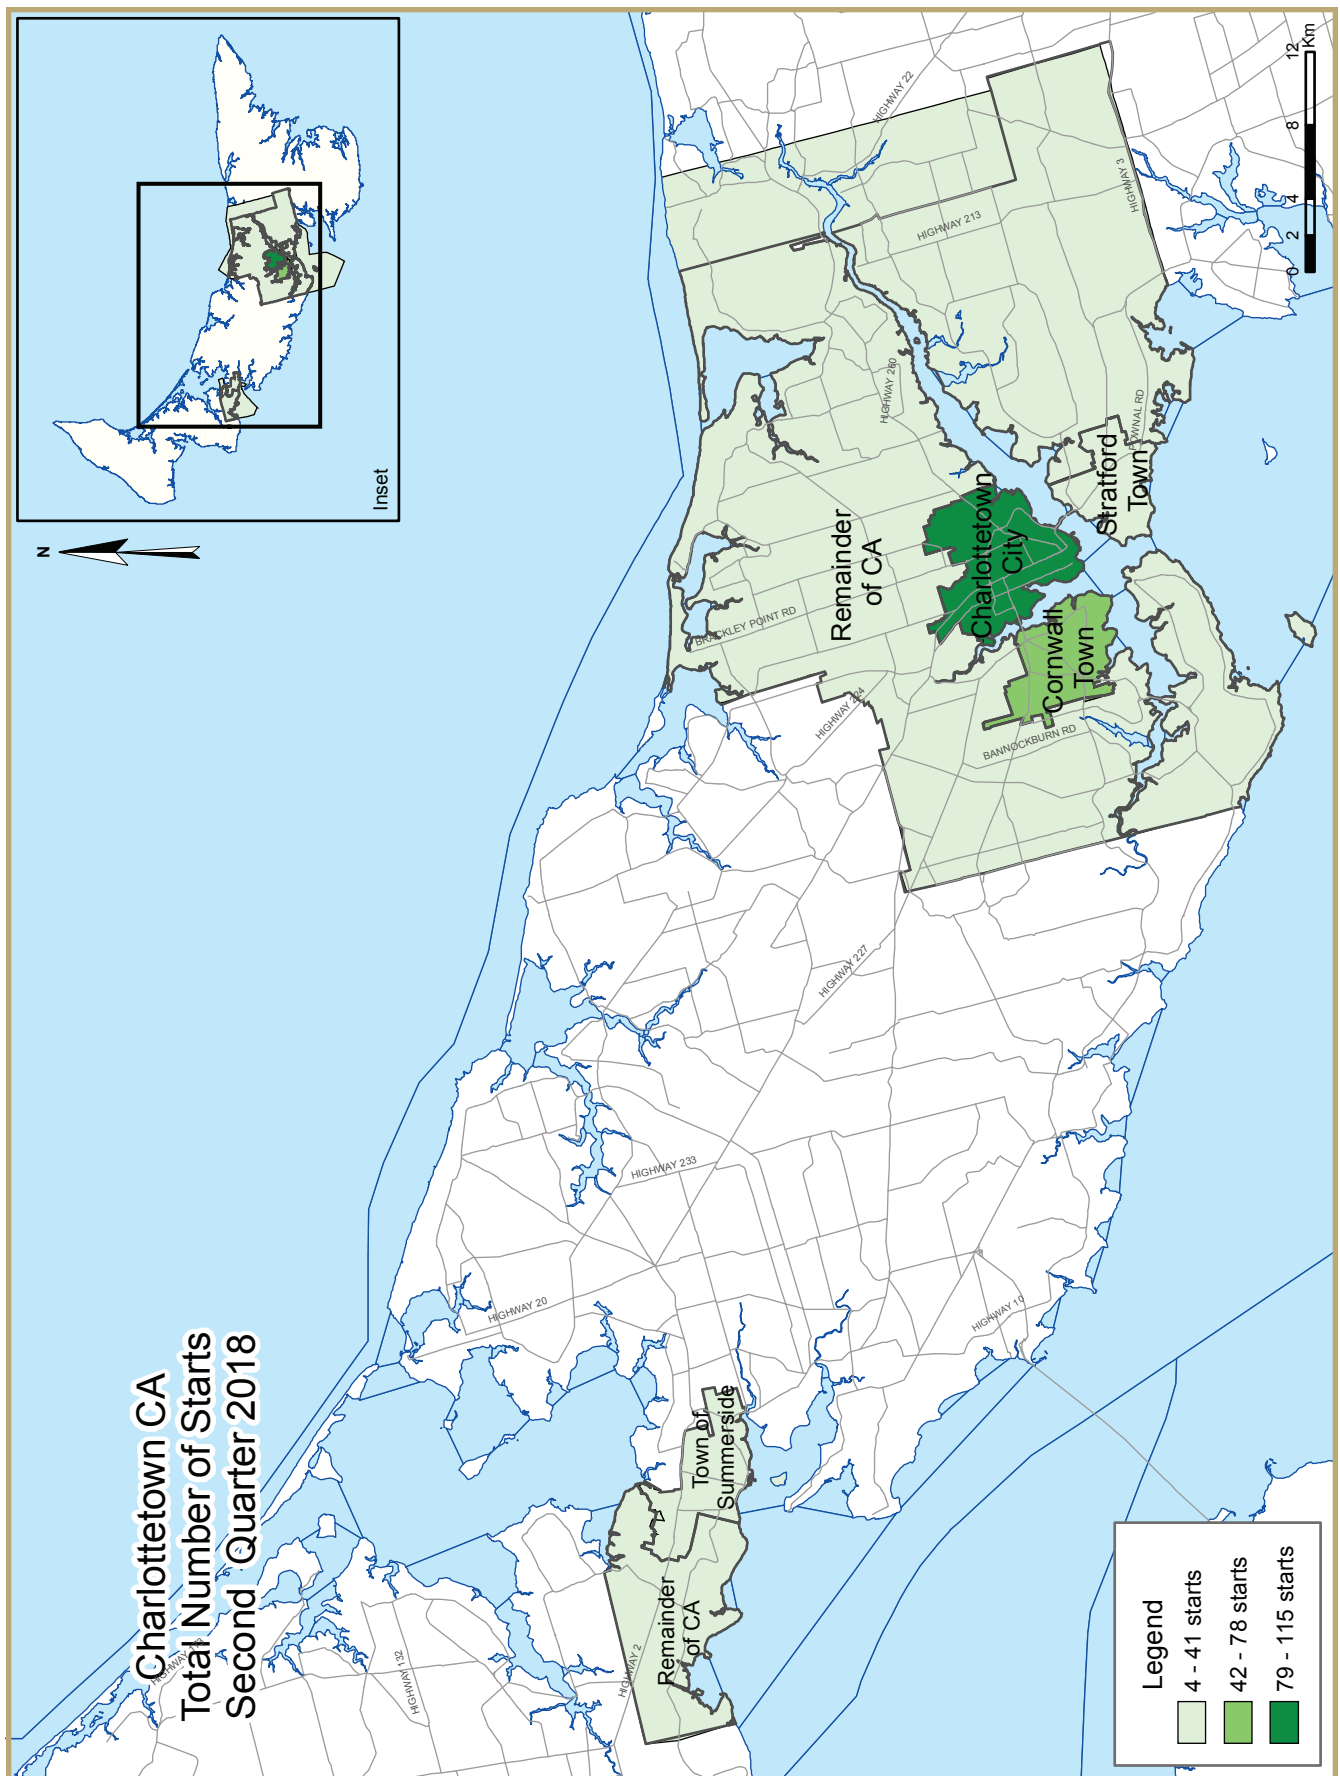 Charlottetown CA
Total Number of Starts
Second Quarter 2018
N
Inset
HIGHWAY 132
HIGHWAY 2
HIGHWAY 20
HIGHWAY 233
HIGHWAY 10
HIGHWAY 227
HIGHWAY 224
BRACKLEY POINT RD
BANNOCKBURN RD
HIGHWAY 260
HIGHWAY 213
HIGHWAY 22
HIGHWAY 3
Remainder
of CA
Town of
Summerside
Remainder
of CA
Charlottetown
City
Cornwall
Town
Stratford
Town
Legend
4 - 41 starts
42 - 78 starts
79 - 115 starts
0 2 4 8 12
Km